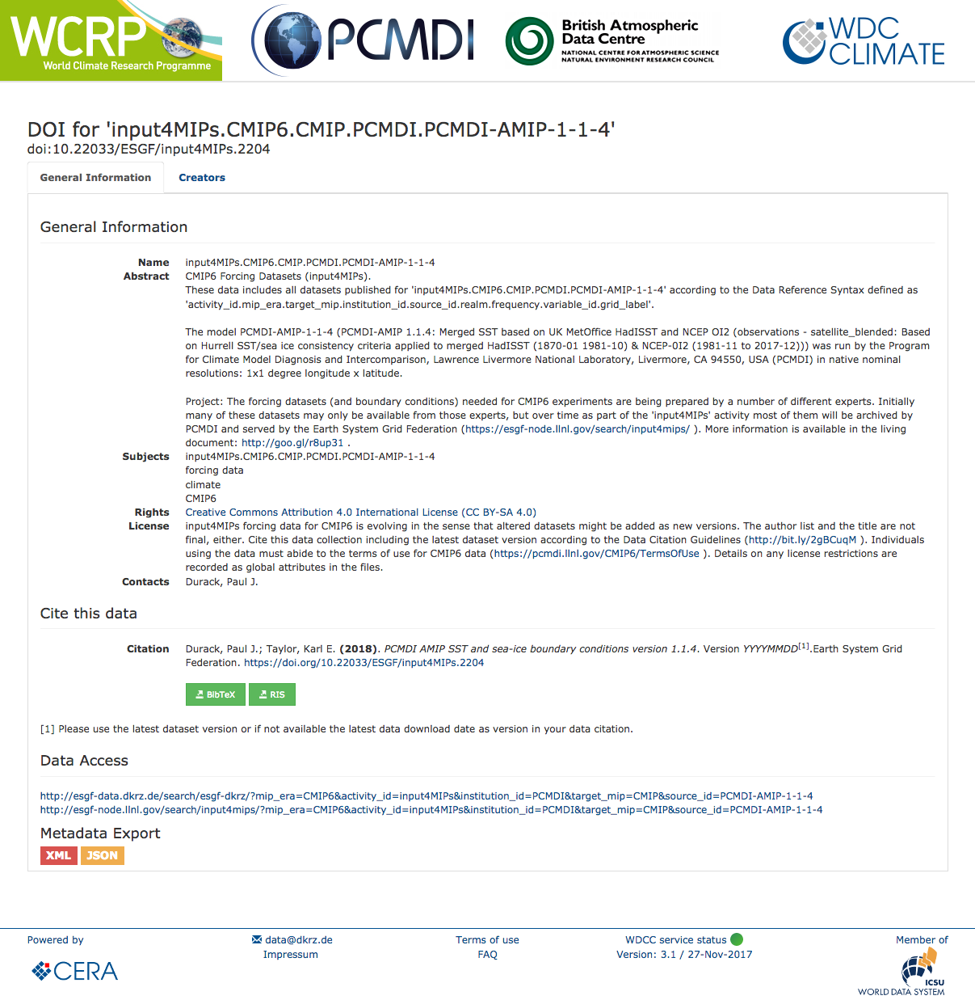 WCRP
World Climate Research Programme
PCMDI
British Atmospheric
Data Centre
NATIONAL CENTRE FOR ATMOSPHERIC SCIENCE
NATURAL ENVIRONMENT RESEARCH COUNCIL
WDC
CLIMATE
DOI for 'input4MIPs.CMIP6.CMIP.PCMDI.PCMDI-AMIP-1-1-4'
doi:10.22033/ESGF/input4MIPs.2204
General Information Creators
General Information
Name input4MIPs.CMIP6.CMIP.PCMDI.PCMDI-AMIP-1-1-4
Abstract CMIP6 Forcing Datasets (input4MIPs).
These data includes all datasets published for 'input4MIPs.CMIP6.CMIP.PCMDI.PCMDI-AMIP-1-1-4' according to the Data Reference Syntax defined as
'activity_id.mip_era.target_mip.institution_id.source_id.realm.frequency.variable_id.grid_label'.
The model PCMDI-AMIP-1-1-4 (PCMDI-AMIP 1.1.4: Merged SST based on UK MetOffice HadISST and NCEP OI2 (observations - satellite_blended: Based
on Hurrell SST/sea ice consistency criteria applied to merged HadISST (1870-01 1981-10) & NCEP-0I2 (1981-11 to 2017-12))) was run by the Program
for Climate Model Diagnosis and Intercomparison, Lawrence Livermore National Laboratory, Livermore, CA 94550, USA (PCMDI) in native nominal
resolutions: 1x1 degree longitude x latitude.
Project: The forcing datasets (and boundary conditions) needed for CMIP6 experiments are being prepared by a number of different experts. Initially
many of these datasets may only be available from those experts, but over time as part of the 'input4MIPs' activity most of them will be archived by
PCMDI and served by the Earth System Grid Federation (https://esgf-node.llnl.gov/search/input4mips/ ). More information is available in the living
document: http://goo.gl/r8up31 .
Subjects input4MIPs.CMIP6.CMIP.PCMDI.PCMDI-AMIP-1-1-4
forcing data
climate
CMIP6
Rights Creative Commons Attribution 4.0 International License (CC BY-SA 4.0)
License input4MIPs forcing data for CMIP6 is evolving in the sense that altered datasets might be added as new versions. The author list and the title are not
final, either. Cite this data collection including the latest dataset version according to the Data Citation Guidelines (http://bit.ly/2gBCuqM ). Individuals
using the data must abide to the terms of use for CMIP6 data (https://pcmdi.llnl.gov/CMIP6/TermsOfUse ). Details on any license restrictions are
recorded as global attributes in the files.
Contacts Durack, Paul J.
Cite this data
Citation Durack, Paul J.; Taylor, Karl E. (2018). PCMDI AMIP SST and sea-ice boundary conditions version 1.1.4. Version YYYYMMDD[1].Earth System Grid
Federation. https://doi.org/10.22033/ESGF/input4MIPs.2204
BibTeX RIS
[1] Please use the latest dataset version or if not available the latest data download date as version in your data citation.
Data Access
http://esgf-data.dkrz.de/search/esgf-dkrz/?mip_era=CMIP6&activity_id=input4MIPs&institution_id=PCMDI&target_mip=CMIP&source_id=PCMDI-AMIP-1-1-4
http://esgf-node.llnl.gov/search/input4mips/?mip_era=CMIP6&activity_id=input4MIPs&institution_id=PCMDI&target_mip=CMIP&source_id=PCMDI-AMIP-1-1-4
Metadata Export
XML JSON
Powered by data@dkrz.de Terms of use WDCC service status Member of
Impressum FAQ Version: 3.1 / 27-Nov-2017
CERA
ICSU
WORLD DATA SYSTEM